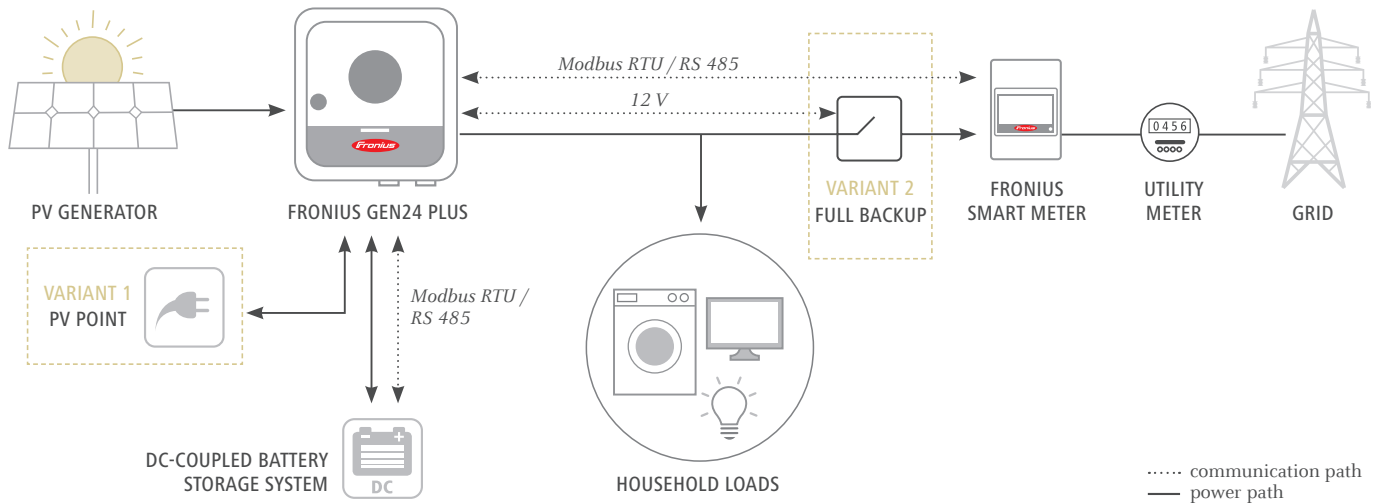 Modbus RTU / RS 485
12 V
Fronius
Fronius
0456
PV GENERATOR
FRONIUS GEN24 PLUS
VARIANT 2
FULL BACKUP
FRONIUS
SMART METER
UTILITY
METER
GRID
VARIANT 1
PV POINT
Modbus RTU /
RS 485
DC-COUPLED BATTERY
STORAGE SYSTEM
DC
HOUSEHOLD LOADS
communication path
power path